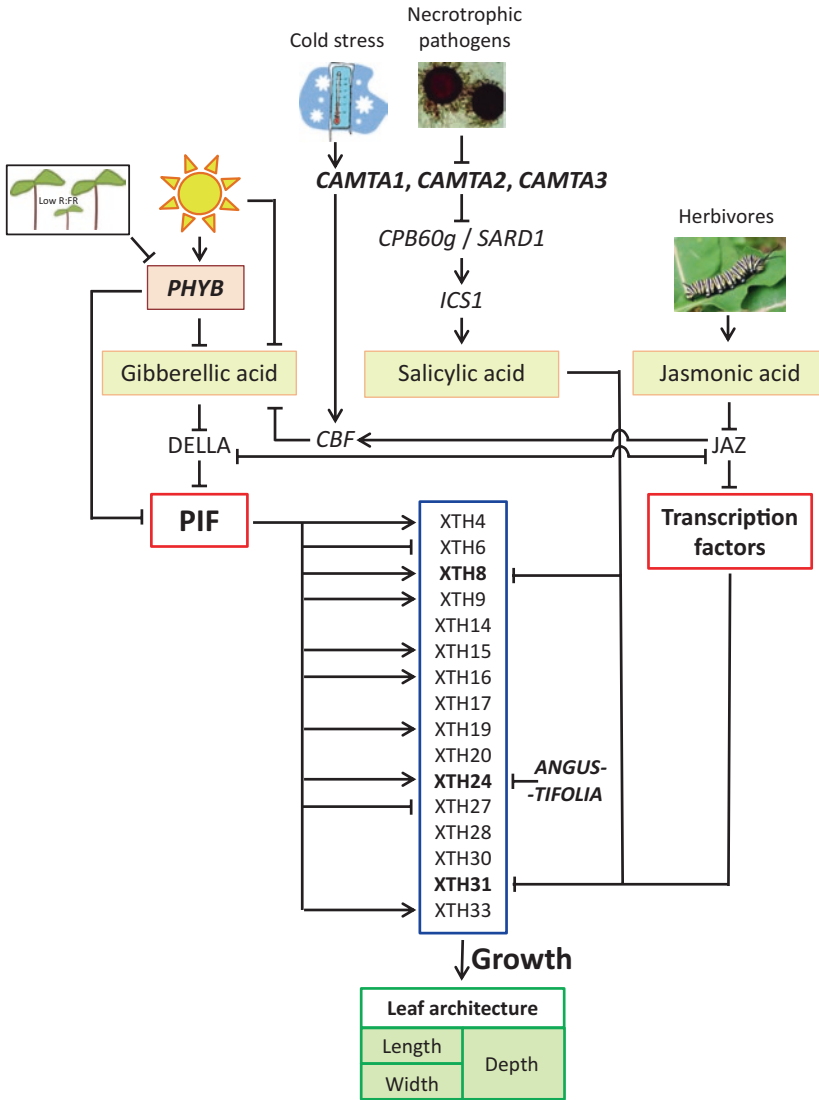 Necrotrophic
Cold stress
pathogens
CAMTA1, CAMTA2, CAMTA3
Low R:FR
Herbivores
CPB60g / SARD1
PHYB
ICS1
Gibberellic acid
Salicylic acid
Jasmonic acid
DELLA
CBF
JAZ
PIF
Transcription
factors
XTH4
XTH6
XTH8
XTH9
XTH14
XTH15
XTH16
XTH17
XTH19
XTH20
XTH24
XTH27
XTH28
XTH30
XTH31
XTH33
ANGUS-
-TIFOLIA
Growth
Leaf architecture
Length
Width
Depth